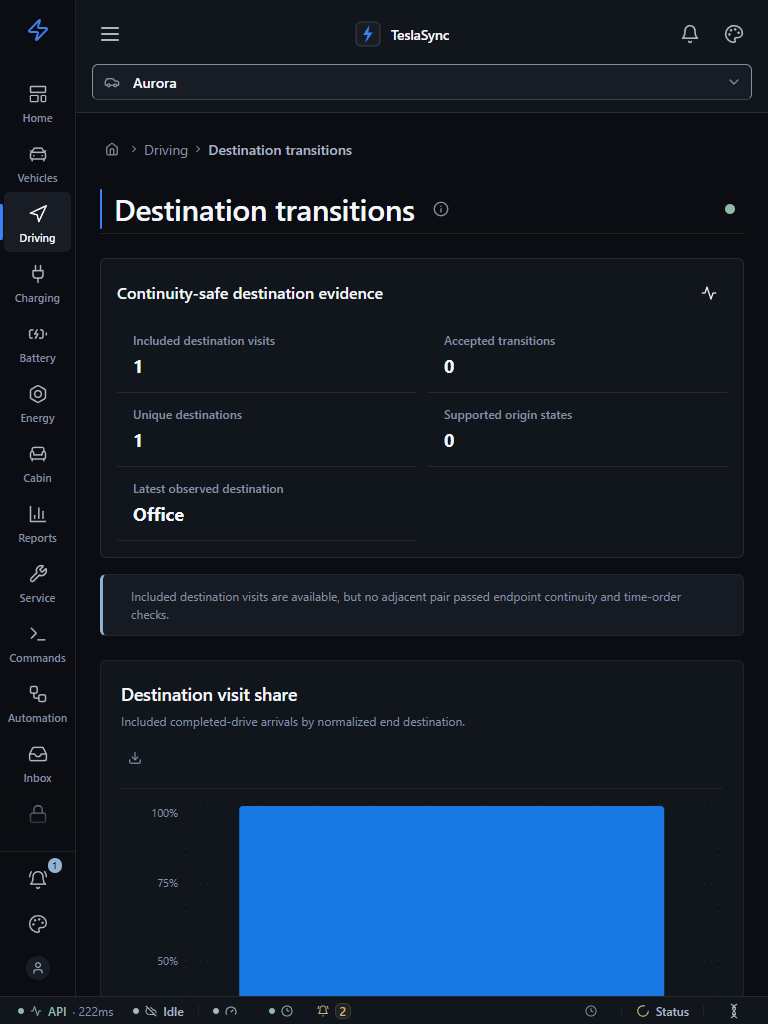 TeslaSync
Aurora
Home
Vehicles
Driving
Charging
Battery
Energy
Cabin
Reports
Service
Commands
Automation
Inbox
1
Driving
Destination transitions
Destination transitions
Continuity-safe destination evidence
Included destination visits
1
Accepted transitions
0
Unique destinations
1
Supported origin states
0
Latest observed destination
Office
Included destination visits are available, but no adjacent pair passed endpoint continuity and time-order
checks.
Destination visit share
Included completed-drive arrivals by normalized end destination.
100%
75%
50%
API · 222ms
Idle
2
Status